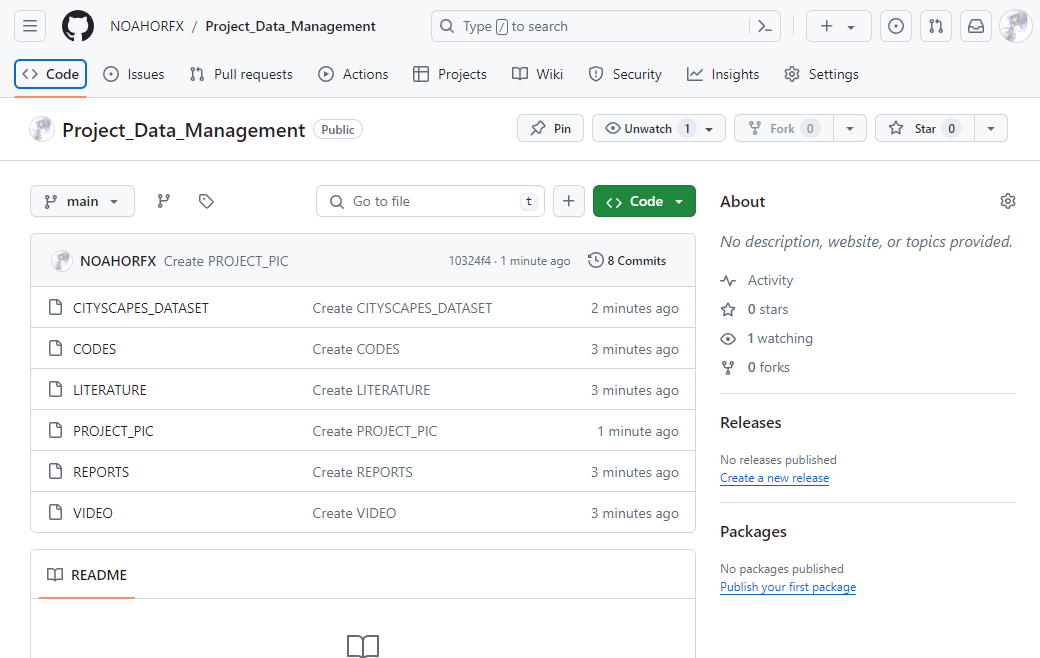 NOAHORFX / Project_Data_Management Type / to search
Code Issues Pull requests Actions Projects Wiki Security Insights Settings
Project_Data_Management Public Pin Unwatch 1 Fork 0 Star 0
main Go to file t Code
NOAHORFX Create PROJECT_PIC 10324f4 · 1 minute ago 8 Commits
CITYSCAPES_DATASET Create CITYSCAPES_DATASET 2 minutes ago
CODES Create CODES 3 minutes ago
LITERATURE Create LITERATURE 3 minutes ago
PROJECT_PIC Create PROJECT_PIC 1 minute ago
REPORTS Create REPORTS 3 minutes ago
VIDEO Create VIDEO 3 minutes ago
README
About
No description, website, or topics provided.
Activity
0 stars
1 watching
0 forks
Releases
No releases published
Create a new release
Packages
No packages published
Publish your first package